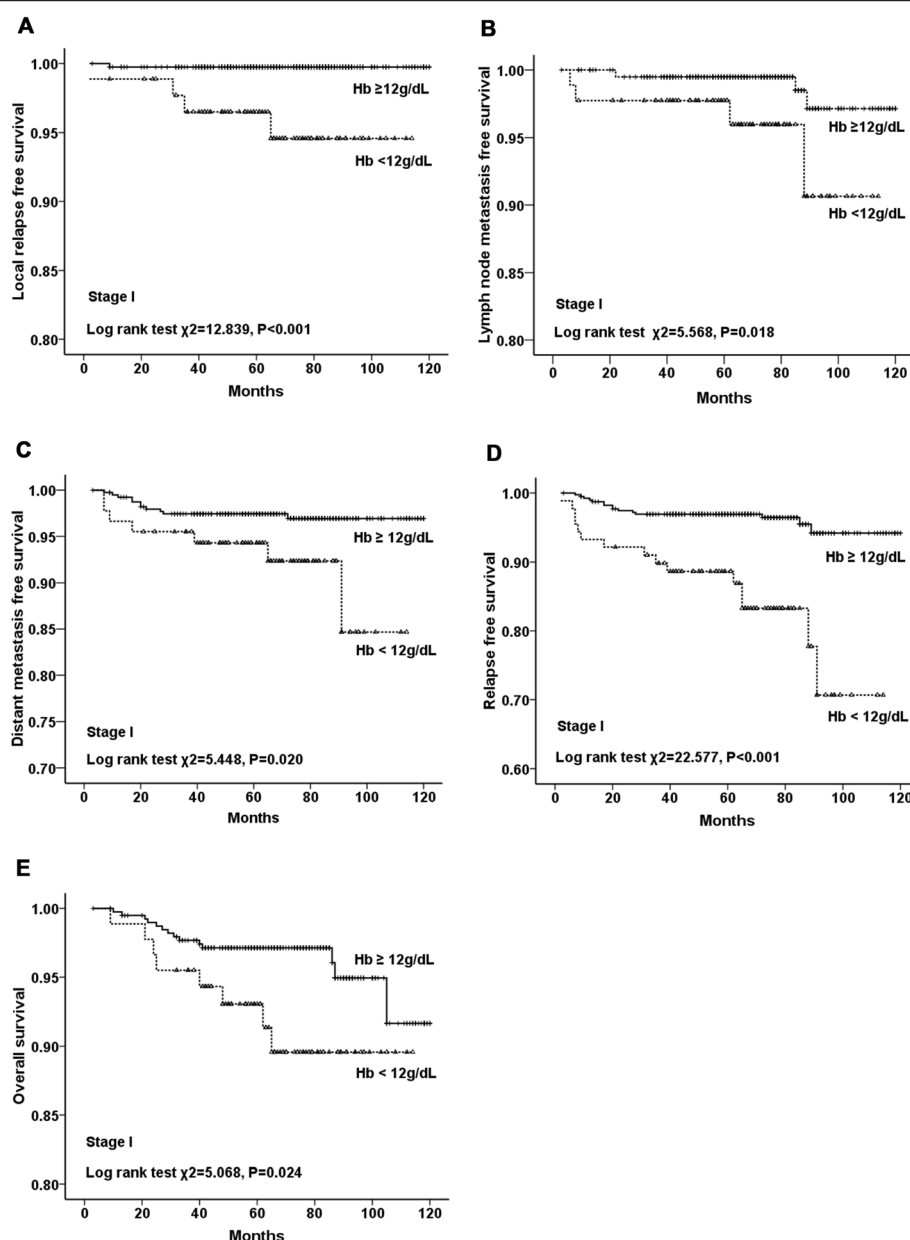 A
Local relapse free survival
1.00
0.95
0.90
0.85
0.80
Hb ≥12g/dL
Hb <12g/dL
Stage I
Log rank test χ2=12.839, P<0.001
0 20 40 60 80 100 120
Months
B
Lymph node metastasis free survival
1.00
0.95
0.90
0.85
0.80
Hb ≥12g/dL
Hb <12g/dL
Stage I
Log rank test χ2=5.568, P=0.018
0 20 40 60 80 100 120
Months
C
Distant metastasis free survival
1.00
0.95
0.90
0.85
0.80
0.75
0.70
Hb ≥ 12g/dL
Hb < 12g/dL
Stage I
Log rank test χ2=5.448, P=0.020
0 20 40 60 80 100 120
Months
D
Relapse free survival
1.00
0.90
0.80
0.70
0.60
Hb ≥ 12g/dL
Hb < 12g/dL
Stage I
Log rank test χ2=22.577, P<0.001
0 20 40 60 80 100 120
Months
E
Overall survival
1.00
0.95
0.90
0.85
0.80
Hb ≥ 12g/dL
Hb < 12g/dL
Stage I
Log rank test χ2=5.068, P=0.024
0 20 40 60 80 100 120
Months